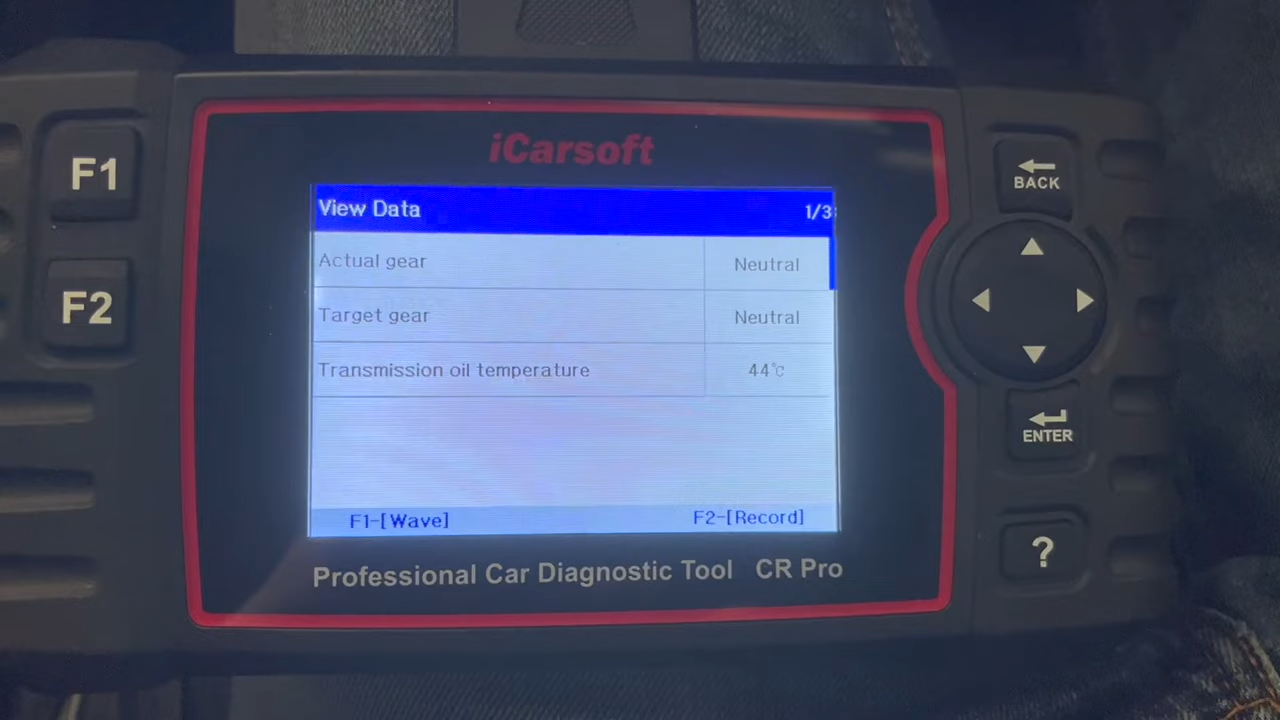 iCarsoft
F1
F2
View Data 1/3
Actual gear Neutral
Target gear Neutral
Transmission oil temperature 44℃
F1-[Wave] F2-[Record]
Professional Car Diagnostic Tool CR Pro
BACK
ENTER
?